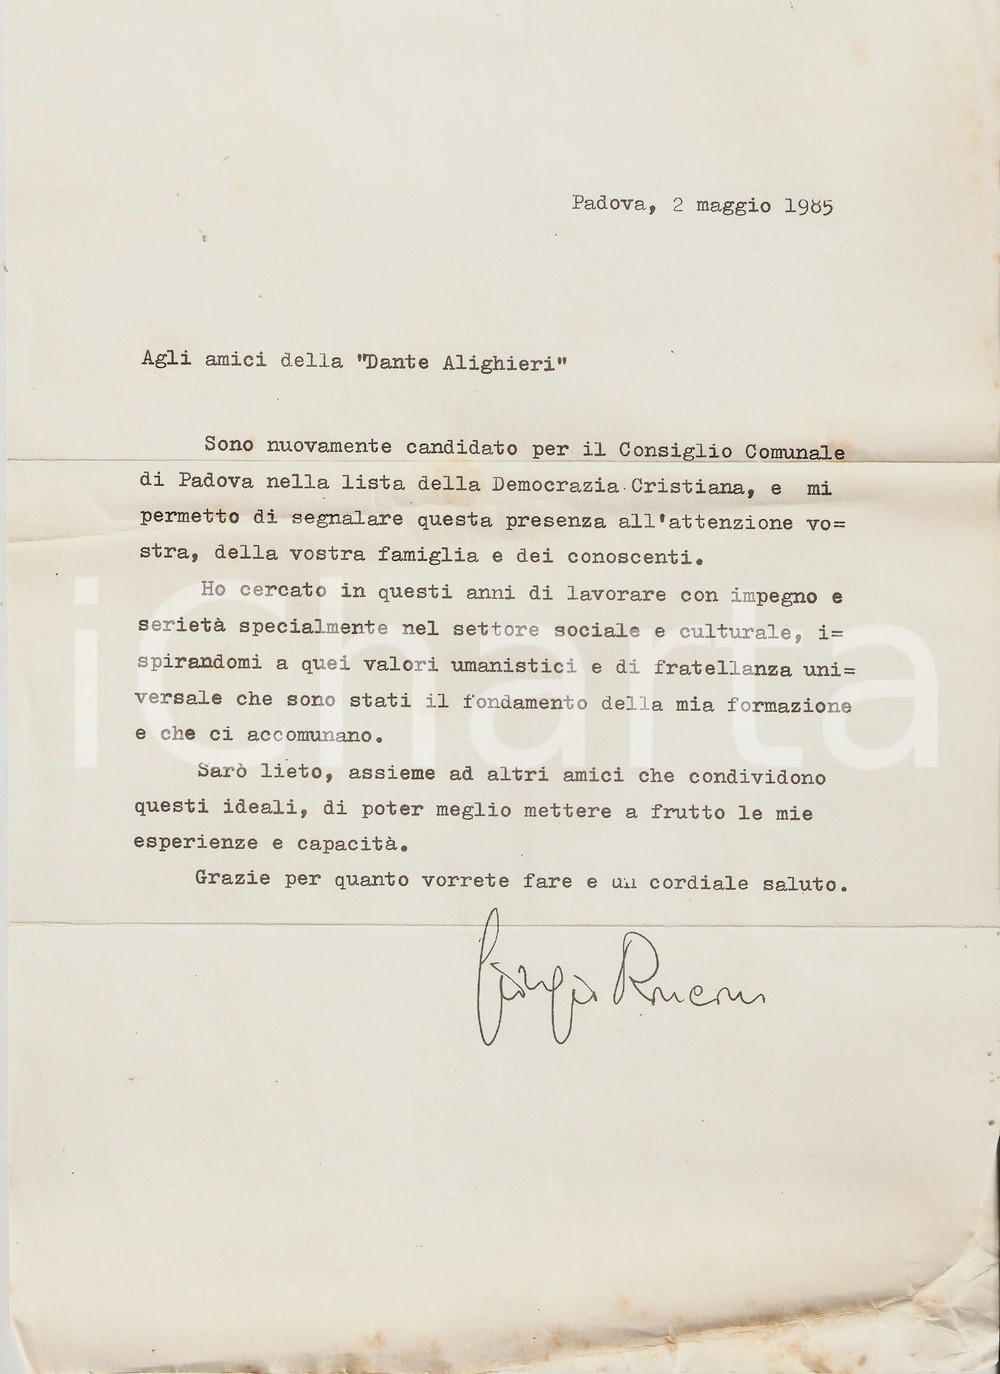 Padova, 2 maggio 1985
Agli amici della "Dante Alighieri"
Sono nuovamente candidato per il Consiglio Comunale
di Padova nella lista della Democrazia Cristiana, e mi
permetto di segnalare questa presenza all'attenzione vo=
stra, della vostra famiglia e dei conoscenti.
Ho cercato in questi anni di lavorare con impegno e
serietà specialmente nel settore sociale e culturale, i=
spirandomi a quei valori umanistici e di fratellanza uni=
versale che sono stati il fondamento della mia formazione
e che ci accomunano.
Sarò lieto, assieme ad altri amici che condividono
questi ideali, di poter meglio mettere a frutto le mie
esperienze e capacità.
Grazie per quanto vorrete fare e un cordiale saluto.
Giorgio Ronconi
iCharta